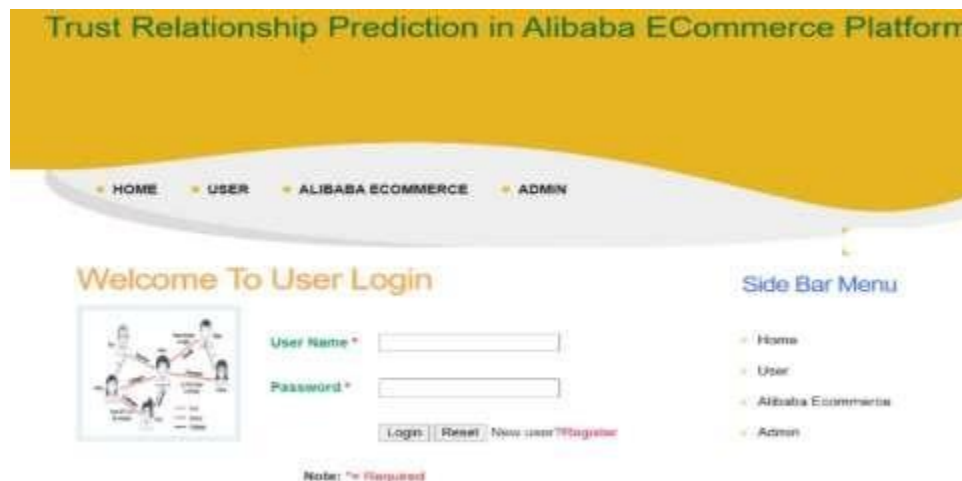 Trust Relationship Prediction in Alibaba ECommerce Platform
HOME USER ALIBABA ECOMMERCE ADMIN
Welcome To User Login
User Name *
Password *
Login Reset New user?Register
Note: *= Required
Side Bar Menu
Home
User
Alibaba Ecommerce
Admin